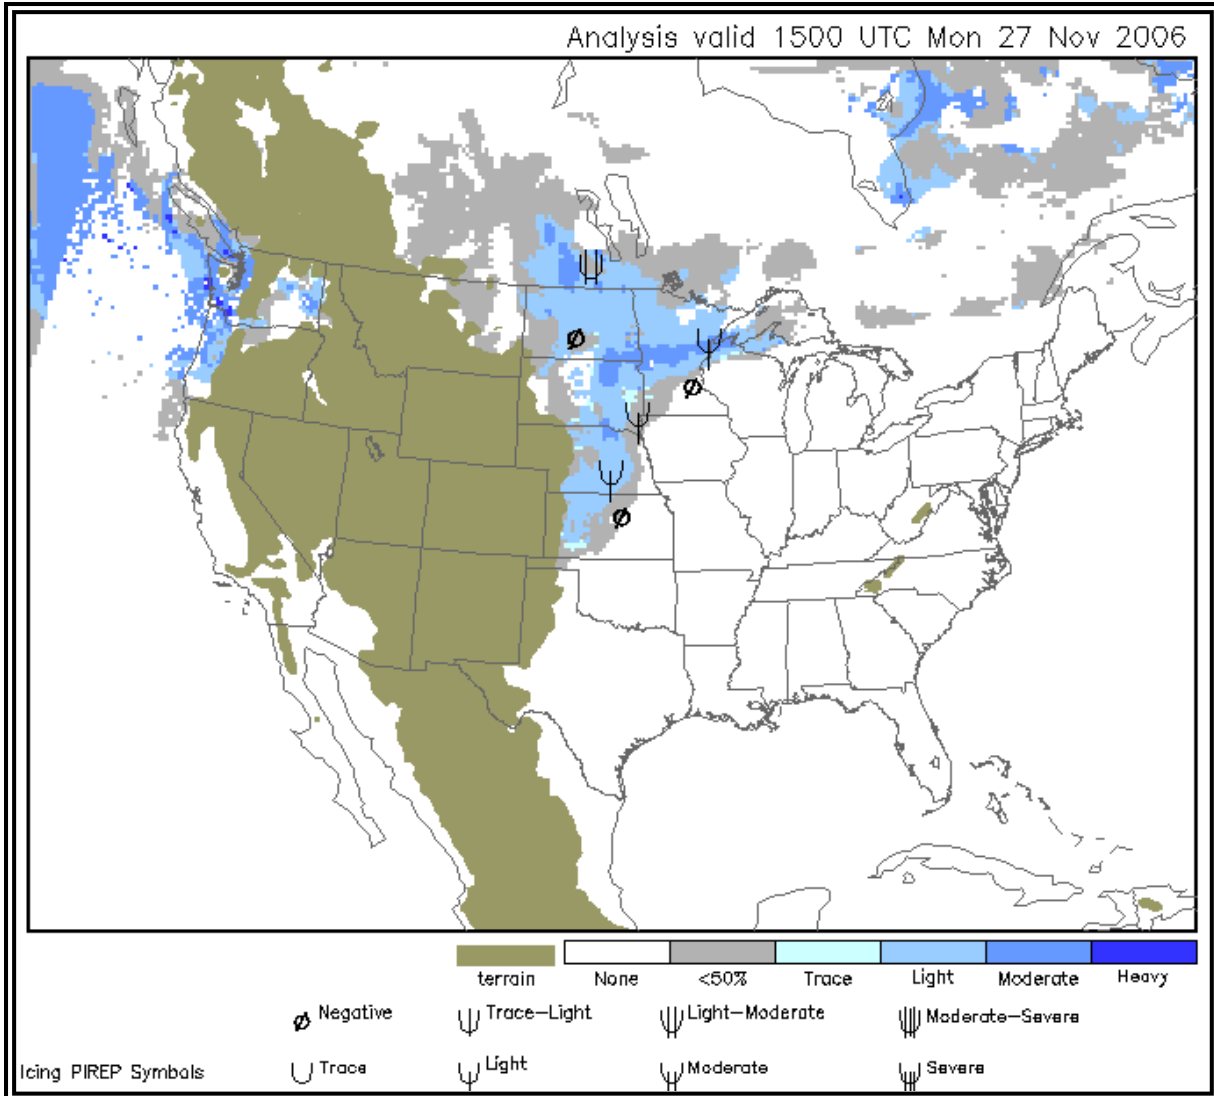 Analysis valid 1500 UTC Mon 27 Nov 2006
terrain None <50% Trace Light Moderate Heavy
Negative Trace-Light Light-Moderate Moderate-Severe
Icing PIREP Symbols Trace Light Moderate Severe